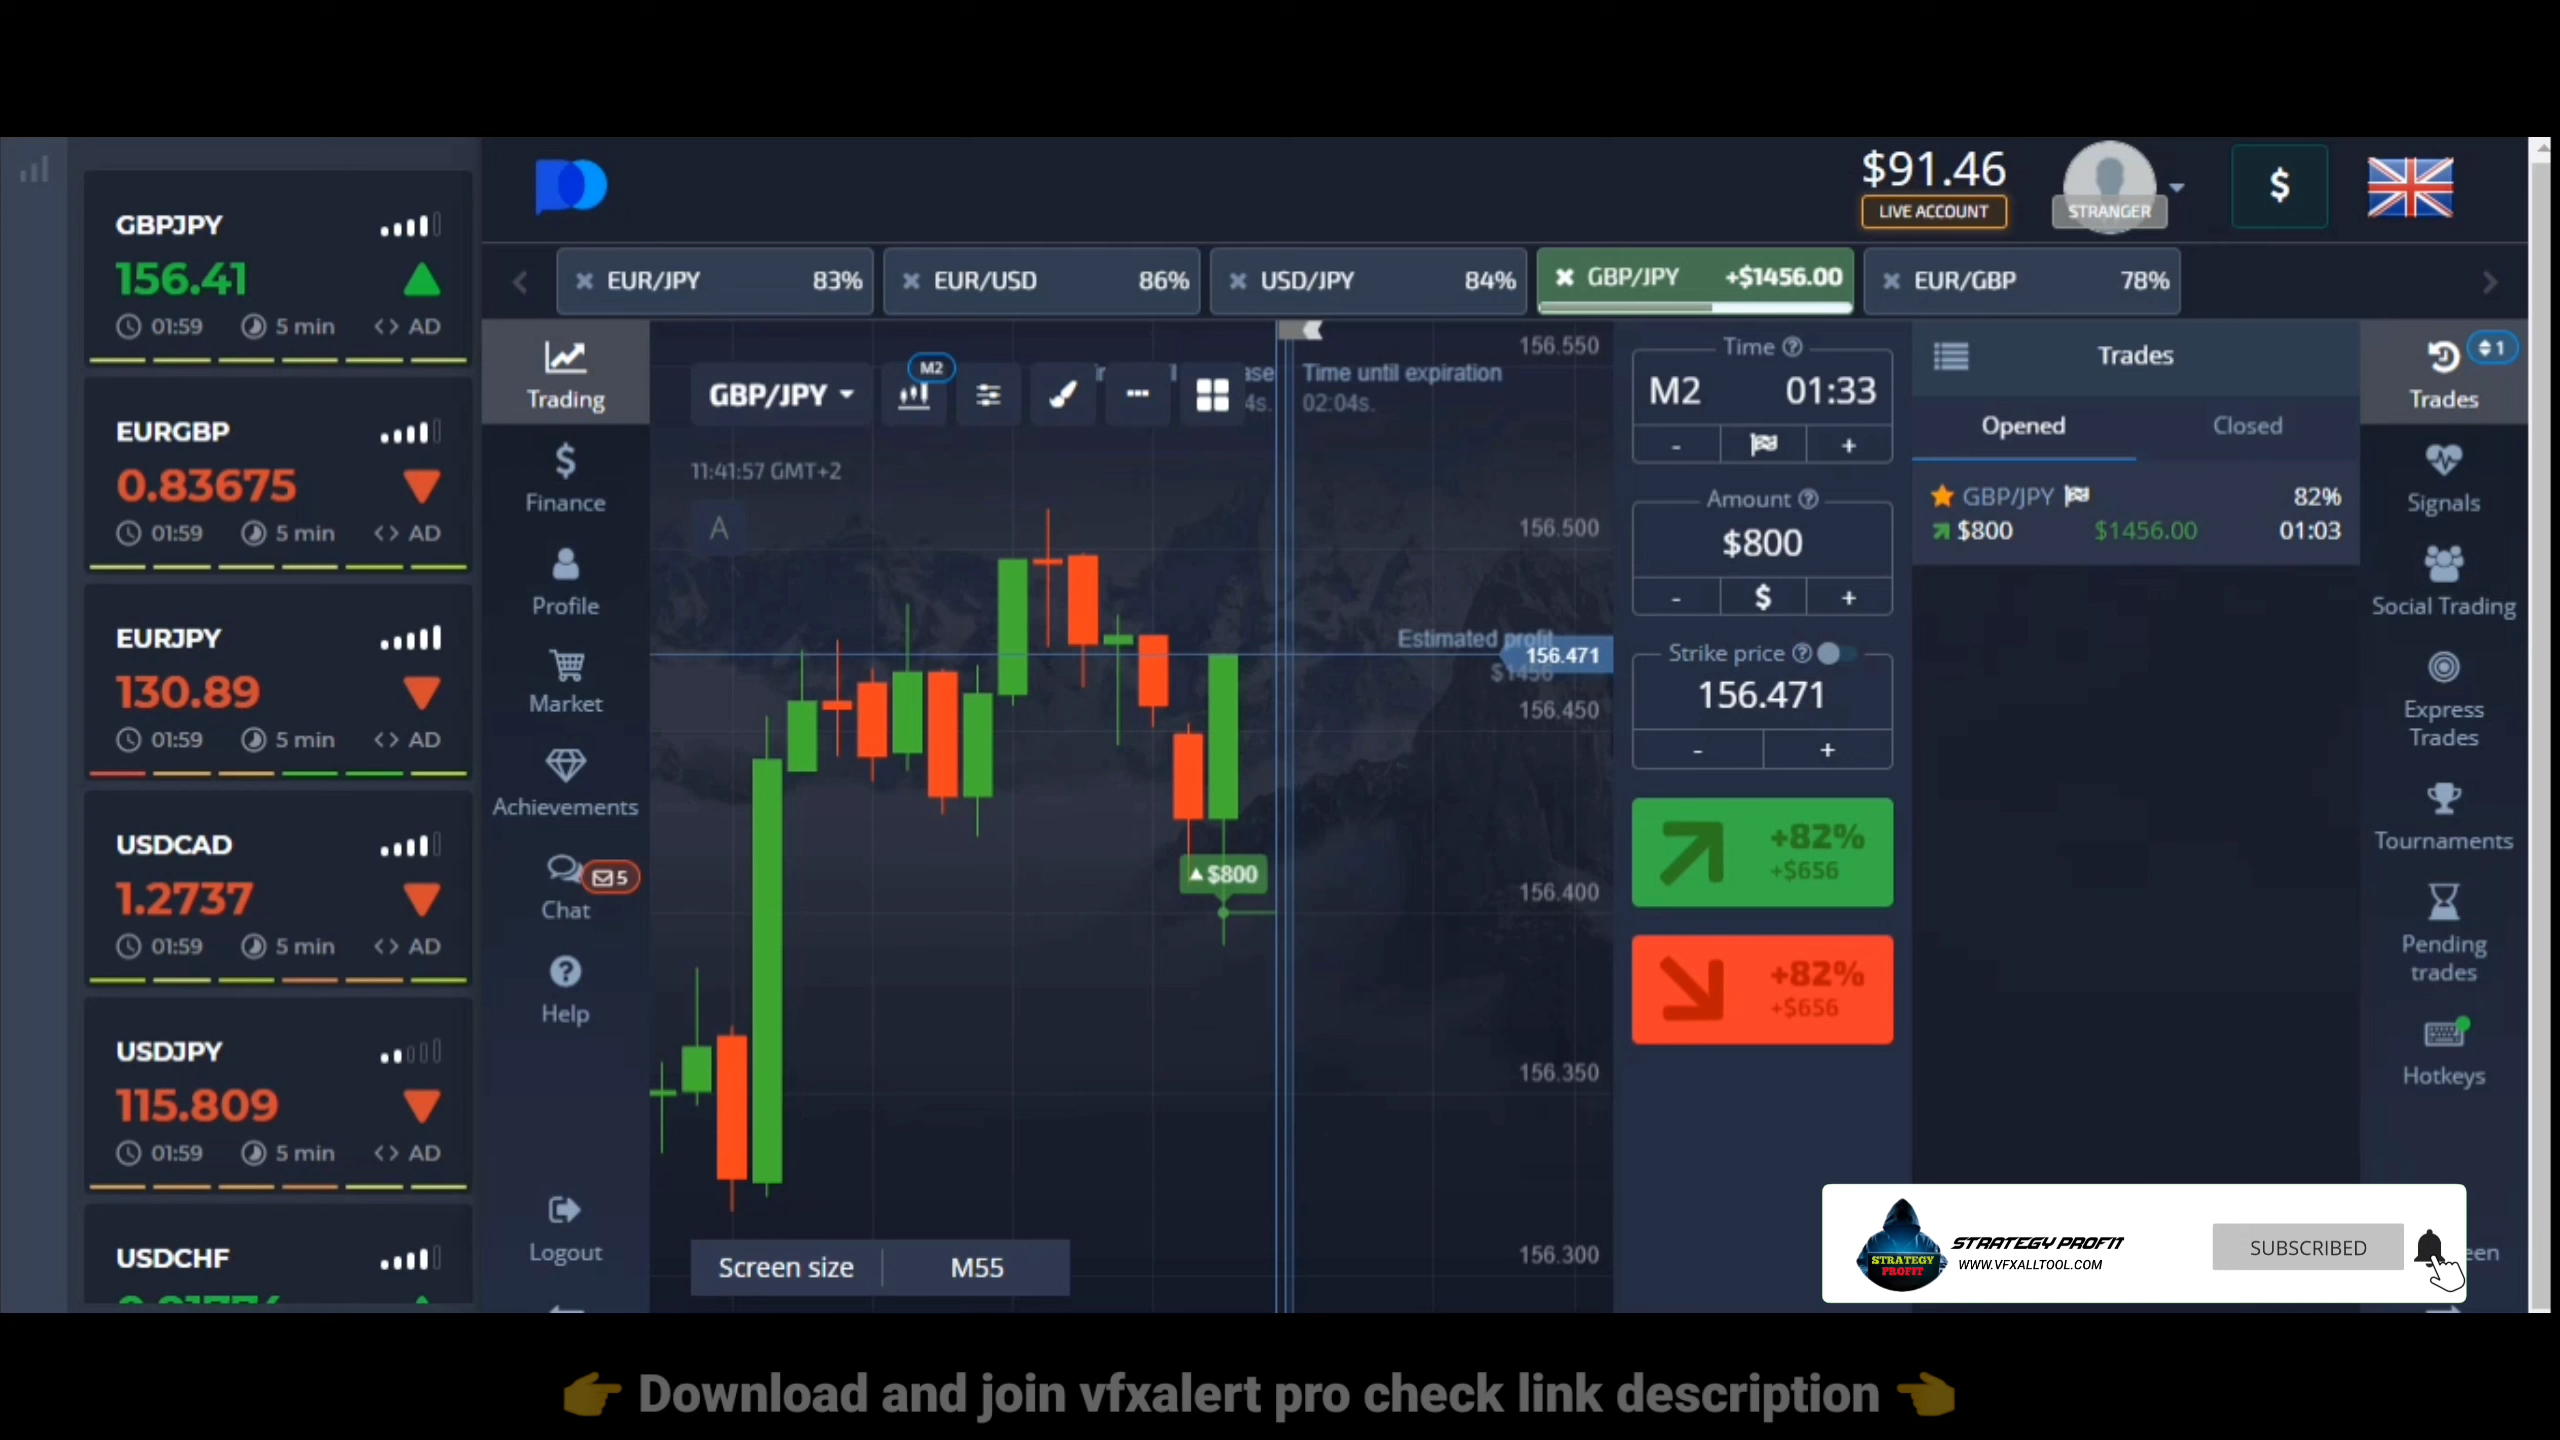 GBPJPY
156.41
01:59 5 min <> AD
EURGBP
0.83675
01:59 5 min <> AD
EURJPY
130.89
01:59 5 min <> AD
USDCAD
1.2737
01:59 5 min <> AD
USDJPY
115.809
01:59 5 min <> AD
USDCHF
$91.46
LIVE ACCOUNT
STRANGER
$
EUR/JPY 83%
EUR/USD 86%
USD/JPY 84%
GBP/JPY +$1456.00
EUR/GBP 78%
Trading
Finance
Profile
Market
Achievements
5
Chat
Help
Logout
GBP/JPY
M2
Time until expiration
02:04s.
11:41:57 GMT+2
A
156.550
156.500
Estimated profit
$1456
156.471
156.450
156.400
156.350
156.300
$800
Screen size M55
Time
M2 01:33
- +
Amount
$800
- $ +
Strike price
156.471
- +
+82%
+$656
+82%
+$656
Trades
Opened Closed
GBP/JPY 82%
$800 $1456.00 01:03
1
Trades
Signals
Social Trading
Express
Trades
Tournaments
Pending
trades
Hotkeys
STRATEGY PROFIT
WWW.VFXALLTOOL.COM
STRATEGY
PROFIT
SUBSCRIBED
een
👉 Download and join vfxalert pro check link description 👈